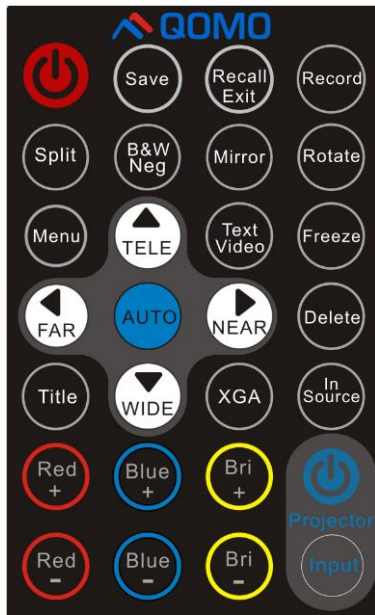 QOMO
Save
Recall
Exit
Record
Split
B&W
Neg
Mirror
Rotate
Menu
TELE
Text
Video
Freeze
FAR
AUTO
NEAR
Delete
Title
WIDE
XGA
In
Source
Red
+
Blue
+
Bri
+
Projector
Red
-
Blue
-
Bri
-
Input